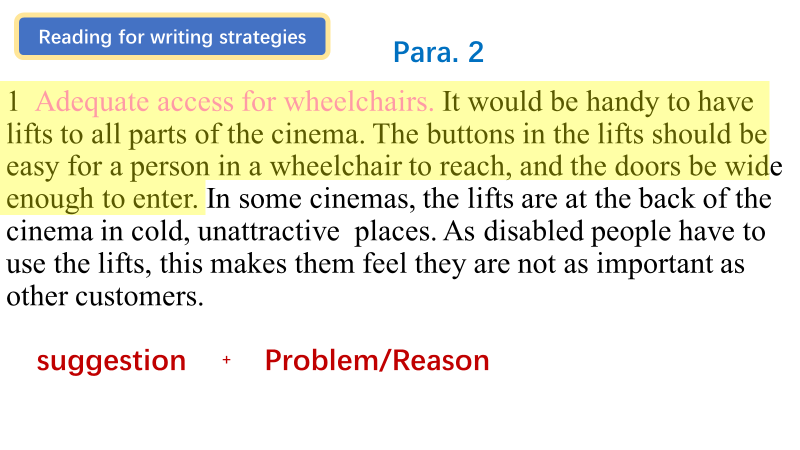 Reading for writing strategies
Para. 2
1 Adequate access for wheelchairs. It would be handy to have
lifts to all parts of the cinema. The buttons in the lifts should be
easy for a person in a wheelchair to reach, and the doors be wide
enough to enter. In some cinemas, the lifts are at the back of the
cinema in cold, unattractive places. As disabled people have to
use the lifts, this makes them feel they are not as important as
other customers.
suggestion + Problem/Reason